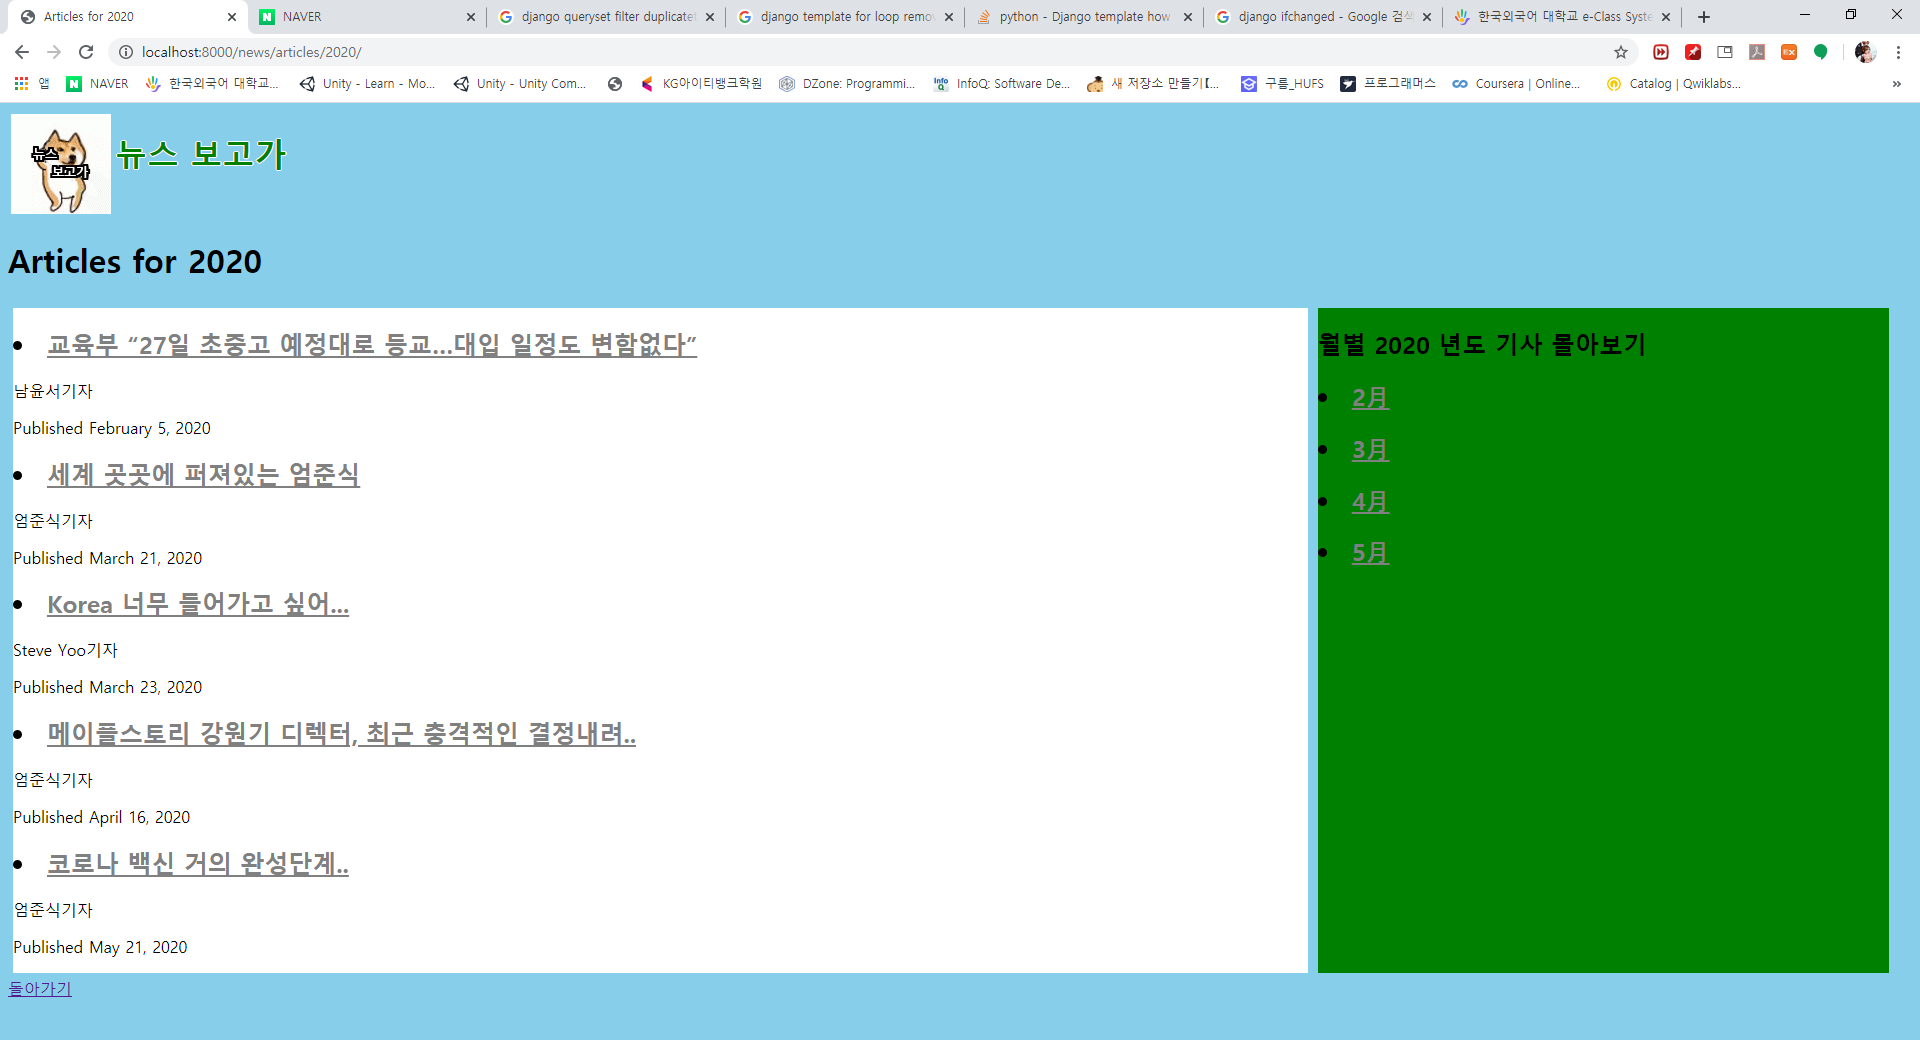 Articles for 2020
NAVER
django queryset filter duplicate
django template for loop remo
python - Django template how
django ifchanged - Google 검색
한국외국어 대학교 e-Class Syste
localhost:8000/news/articles/2020/
앱
NAVER
한국외국어 대학교...
Unity - Learn - Mo...
Unity - Unity Com...
KG아이티뱅크학원
DZone: Programmi...
InfoQ: Software De...
새 저장소 만들기【...
구름_HUFS
프로그래머스
Coursera | Online...
Catalog | Qwiklabs...
뉴스
보고가
뉴스 보고가
Articles for 2020
교육부 “27일 초중고 예정대로 등교…대입 일정도 변함없다”
남윤서기자
Published February 5, 2020
세계 곳곳에 퍼져있는 엄준식
엄준식기자
Published March 21, 2020
Korea 너무 들어가고 싶어...
Steve Yoo기자
Published March 23, 2020
메이플스토리 강원기 디렉터, 최근 충격적인 결정내려..
엄준식기자
Published April 16, 2020
코로나 백신 거의 완성단계..
엄준식기자
Published May 21, 2020
월별 2020 년도 기사 몰아보기
2月
3月
4月
5月
돌아가기